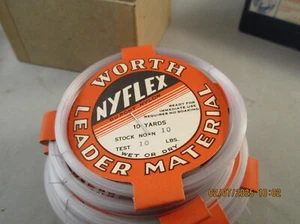 WORTH
NYFLEX
READY FOR
IMMEDIATE USE
REQUIRES NO SOAKING
10 YARDS
STOCK NO. N 10
TEST 10 LBS.
WET OR DRY
LEADER MATERIAL